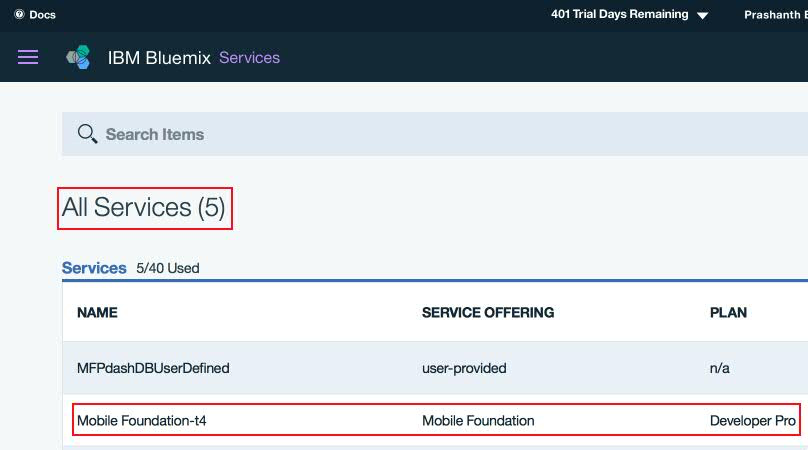 Docs 401 Trial Days Remaining Prashanth
IBM Bluemix Services
Search Items
All Services (5)
Services 5/40 Used
NAME SERVICE OFFERING PLAN
MFPdashDBUserDefined user-provided n/a
Mobile Foundation-t4 Mobile Foundation Developer Pro